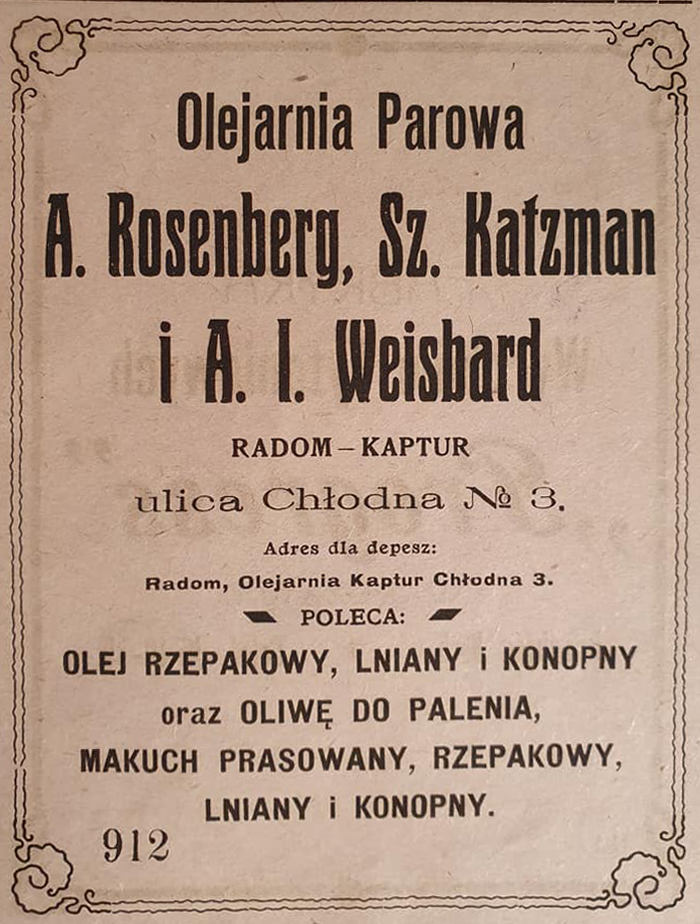 Olejarnia Parowa
A. Rosenberg, Sz. Katzman
i A. I. Weisbard
RADOM – KAPTUR
ulica Chłodna № 3.
Adres dla depesz:
Radom, Olejarnia Kaptur Chłodna 3.
POLECA:
OLEJ RZEPAKOWY, LNIANY i KONOPNY
oraz OLIWĘ DO PALENIA,
MAKUCH PRASOWANY, RZEPAKOWY,
LNIANY i KONOPNY.
912